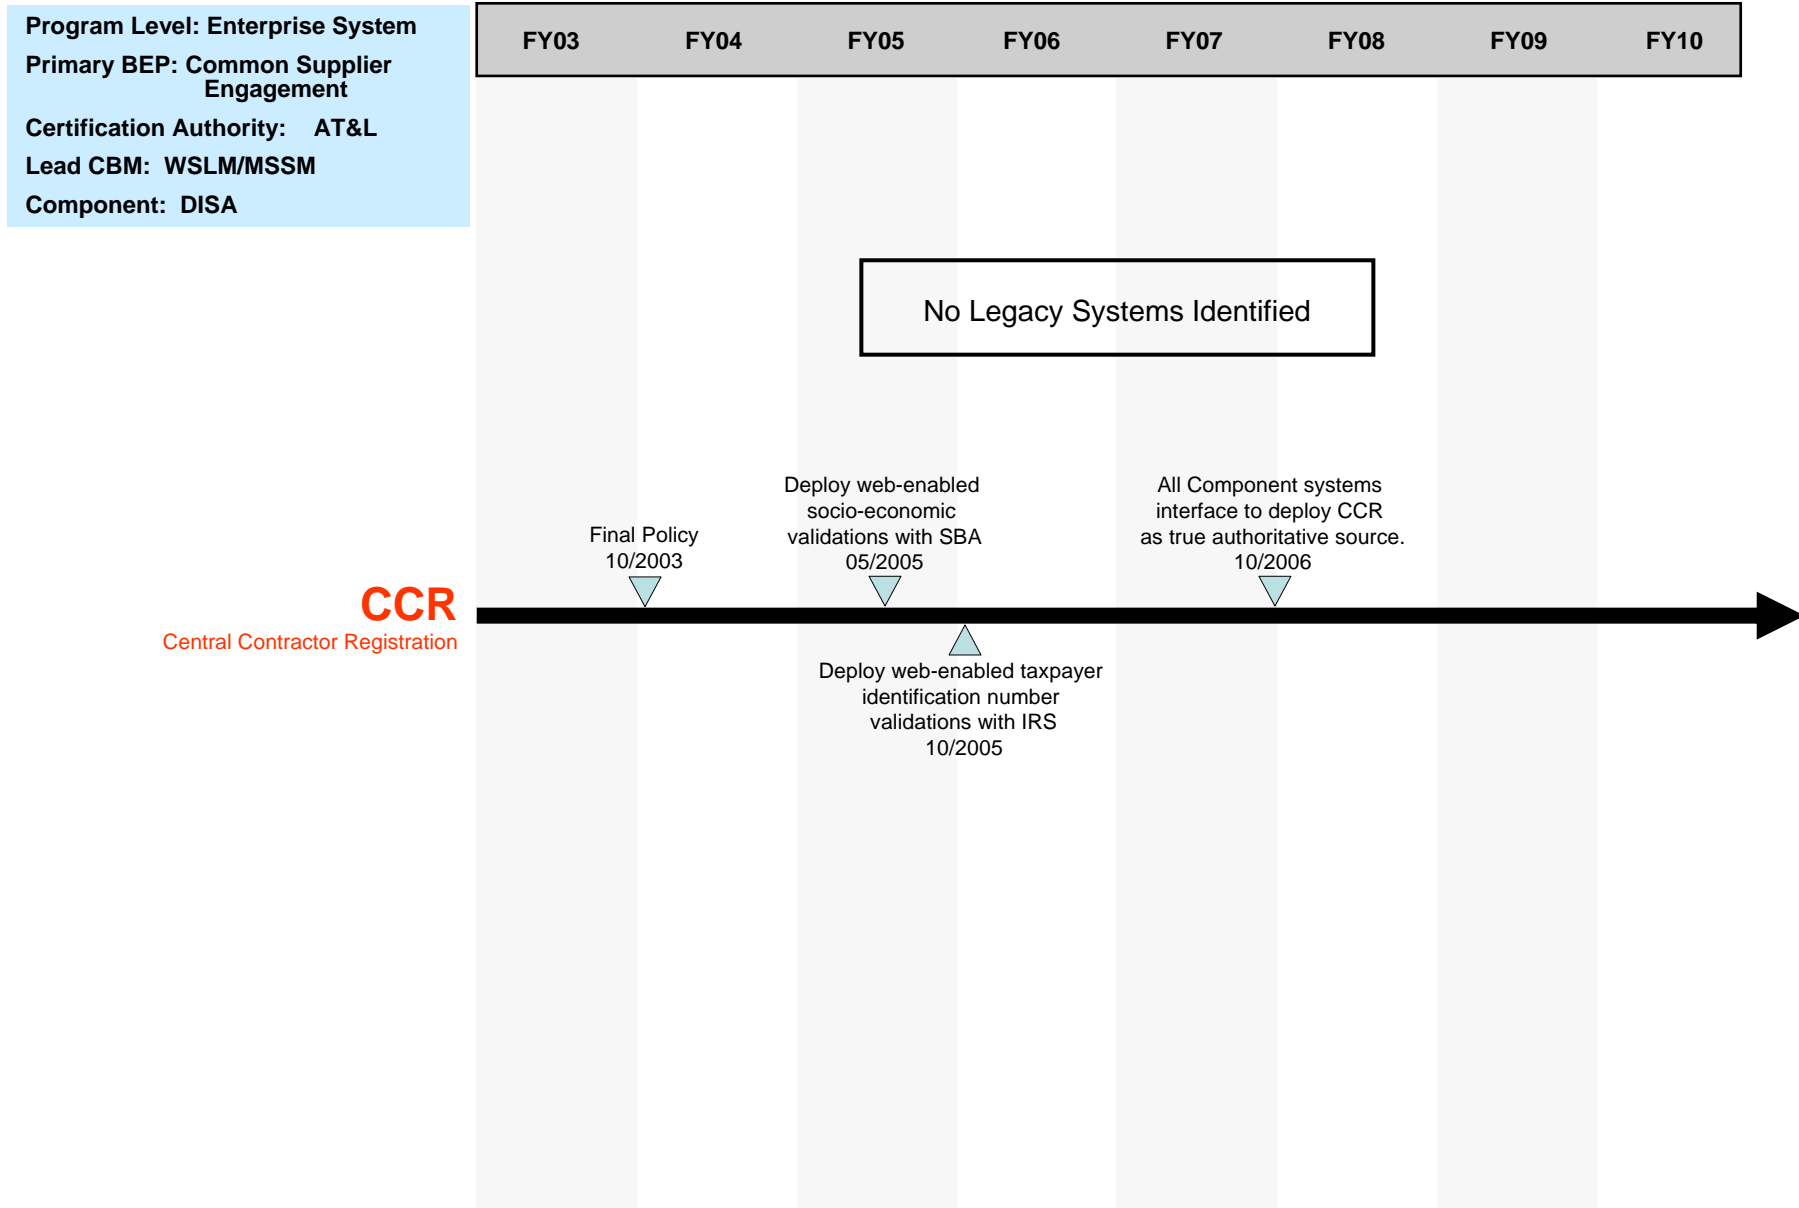 Program Level: Enterprise System
Primary BEP: Common Supplier
Engagement
Certification Authority: AT&L
Lead CBM: WSLM/MSSM
Component: DISA
FY03 FY04 FY05 FY06 FY07 FY08 FY09 FY10
No Legacy Systems Identified
Final Policy
10/2003
Deploy web-enabled
socio-economic
validations with SBA
05/2005
All Component systems
interface to deploy CCR
as true authoritative source.
10/2006
CCR
Central Contractor Registration
Deploy web-enabled taxpayer
identification number
validations with IRS
10/2005